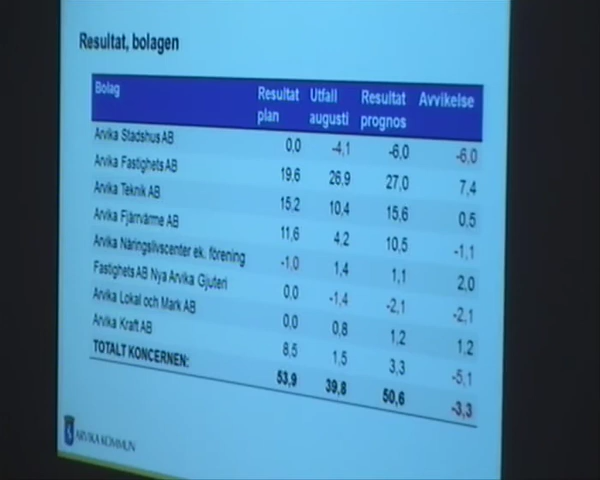 Resultat, bolagen
Bolag Resultat plan Utfall augusti Resultat prognos Avvikelse
Arvika Stadshus AB 0,0 -4,1 -6,0 -6,0
Arvika Fastighets AB 19,6 26,9 27,0 7,4
Arvika Teknik AB 15,2 10,4 15,6 0,5
Arvika Fjärrvärme AB 11,6 4,2 10,5 -1,1
Arvika Näringslivscenter ek. förening -1,0 1,4 1,1 2,0
Fastighets AB Nya Arvika Gjuteri 0,0 -1,4 -2,1 -2,1
Arvika Lokal och Mark AB 0,0 0,8 1,2 1,2
Arvika Kraft AB 8,5 1,5 3,3 -5,1
TOTALT KONCERNEN: 53,9 39,8 50,6 -3,3
ARVIKA KOMMUN